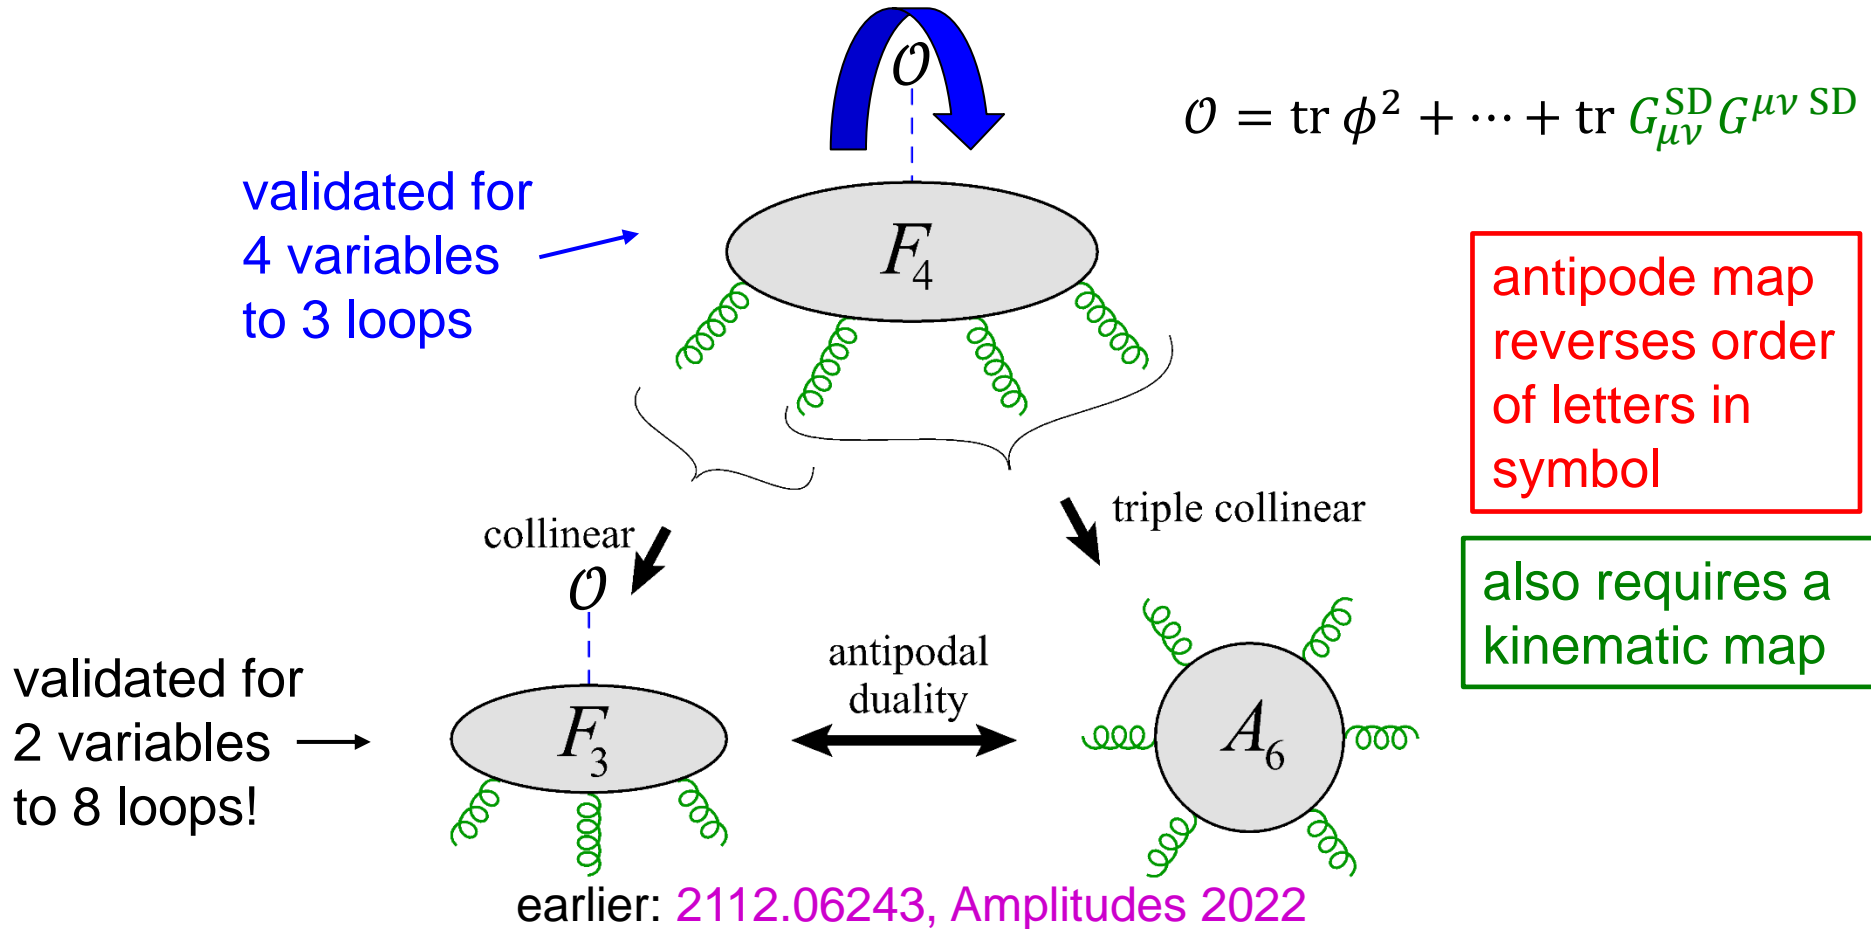 𝒪
𝒪 = tr ϕ² + ⋯ + tr G^SD_μν G^μν SD
validated for
4 variables
to 3 loops
F₄
antipode map
reverses order
of letters in
symbol
collinear
triple collinear
also requires a
kinematic map
𝒪
validated for
2 variables
to 8 loops!
F₃
antipodal
duality
A₆
earlier: 2112.06243, Amplitudes 2022